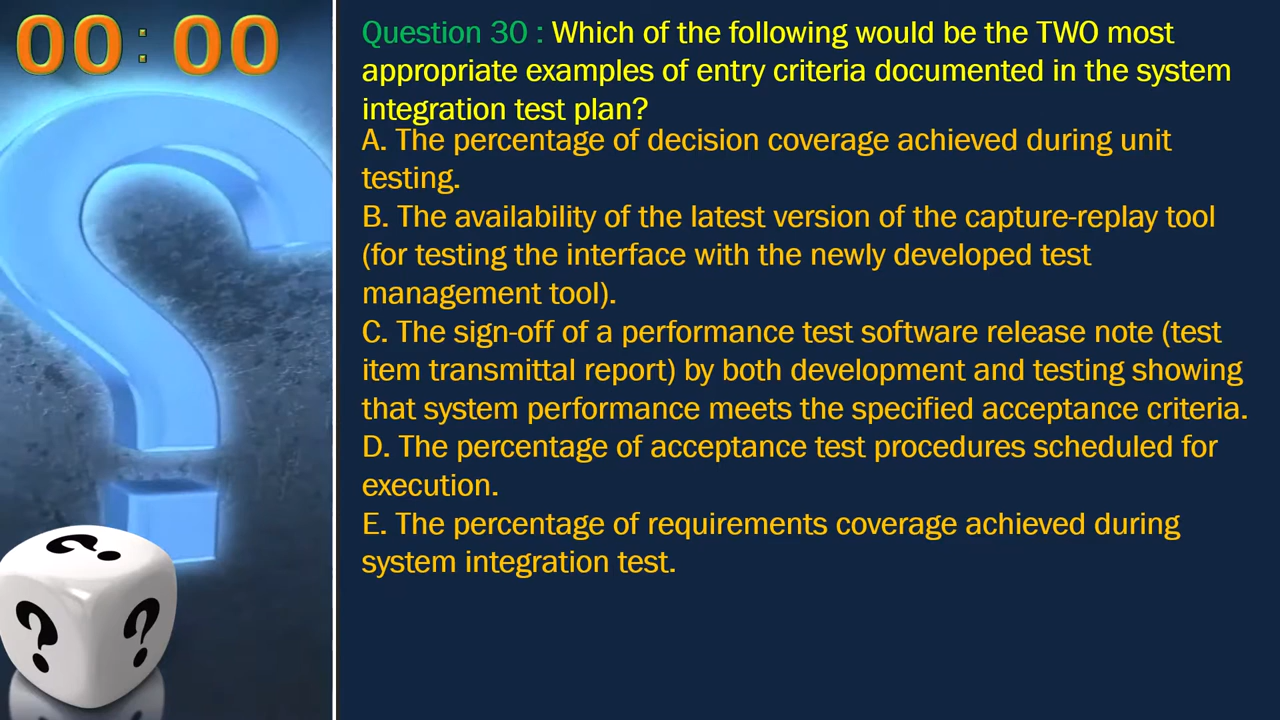 00:00
Question 30 : Which of the following would be the TWO most
appropriate examples of entry criteria documented in the system
integration test plan?
A. The percentage of decision coverage achieved during unit
testing.
B. The availability of the latest version of the capture-replay tool
(for testing the interface with the newly developed test
management tool).
C. The sign-off of a performance test software release note (test
item transmittal report) by both development and testing showing
that system performance meets the specified acceptance criteria.
D. The percentage of acceptance test procedures scheduled for
execution.
E. The percentage of requirements coverage achieved during
system integration test.